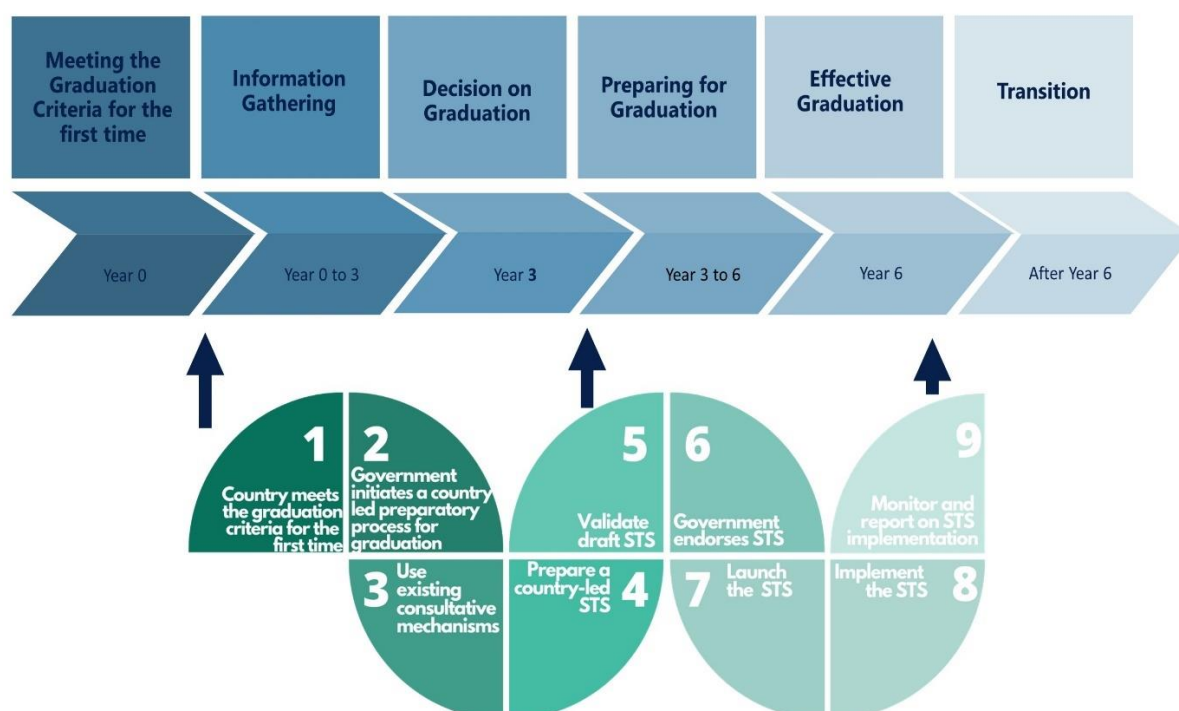 Meeting the
Graduation
Criteria for the
first time
Information
Gathering
Decision on
Graduation
Preparing for
Graduation
Effective
Graduation
Transition
Year 0
Year 0 to 3
Year 3
Year 3 to 6
Year 6
After Year 6
1
Country meets
the graduation
criteria for the
first time
2
Government
initiates a country
led preparatory
process for
graduation
3
Use
existing
consultative
mechanisms
Prepare a
country-led
STS
4
5
Validate
draft STS
6
Government
endorses STS
7
Launch
the STS
Implement
the STS
8
9
Monitor and
report on STS
implementation